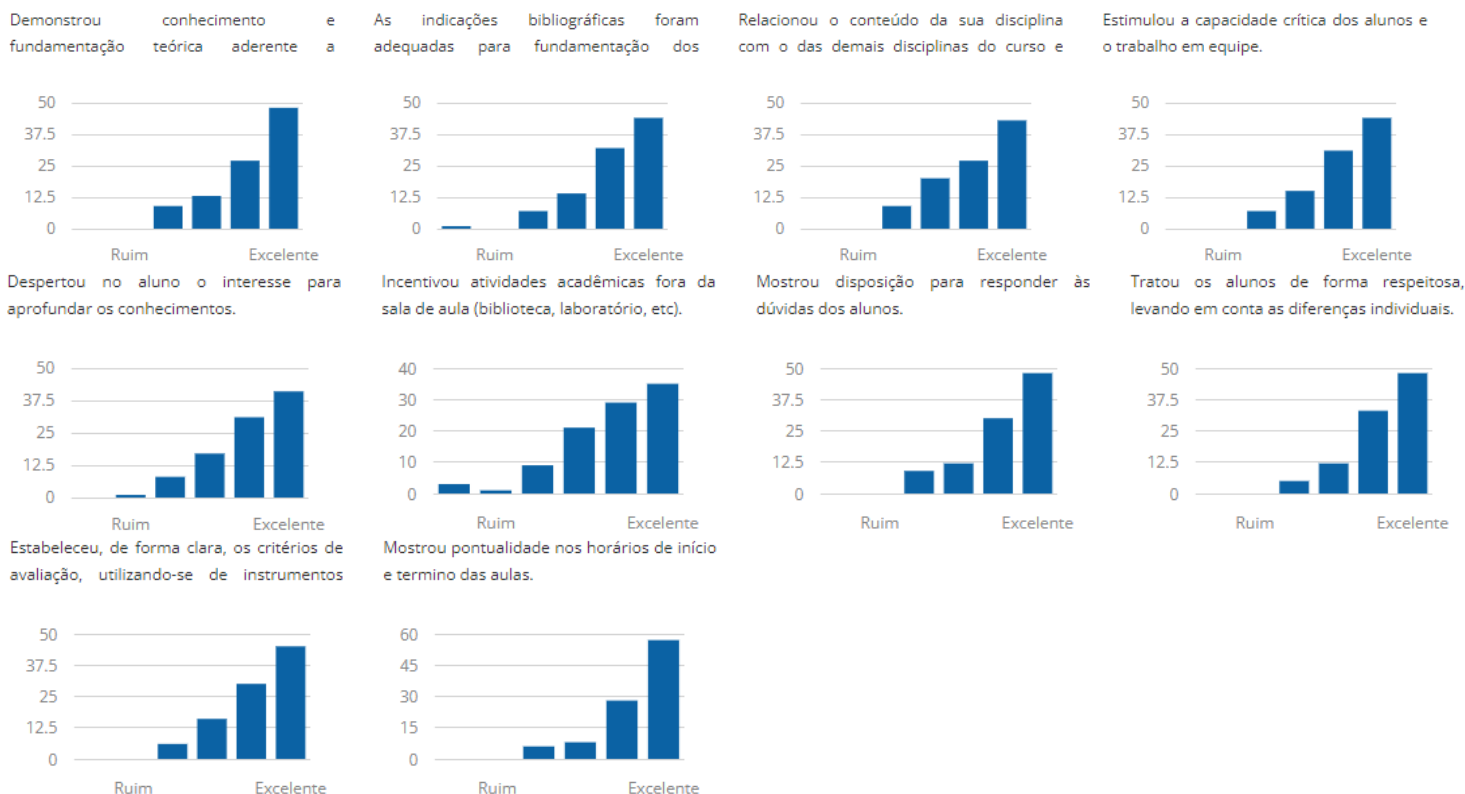 Demonstrou conhecimento e
fundamentação teórica aderente a
50
37.5
25
12.5
0
Ruim Excelente
As indicações bibliográficas foram
adequadas para fundamentação dos
50
37.5
25
12.5
0
Ruim Excelente
Relacionou o conteúdo da sua disciplina
com o das demais disciplinas do curso e
50
37.5
25
12.5
0
Ruim Excelente
Estimulou a capacidade crítica dos alunos e
o trabalho em equipe.
50
37.5
25
12.5
0
Ruim Excelente
Despertou no aluno o interesse para
aprofundar os conhecimentos.
50
37.5
25
12.5
0
Ruim Excelente
Incentivou atividades acadêmicas fora da
sala de aula (biblioteca, laboratório, etc).
40
30
20
10
0
Ruim Excelente
Mostrou disposição para responder às
dúvidas dos alunos.
50
37.5
25
12.5
0
Ruim Excelente
Tratou os alunos de forma respeitosa,
levando em conta as diferenças individuais.
50
37.5
25
12.5
0
Ruim Excelente
Estabeleceu, de forma clara, os critérios de
avaliação, utilizando-se de instrumentos
50
37.5
25
12.5
0
Ruim Excelente
Mostrou pontualidade nos horários de início
e termino das aulas.
60
45
30
15
0
Ruim Excelente